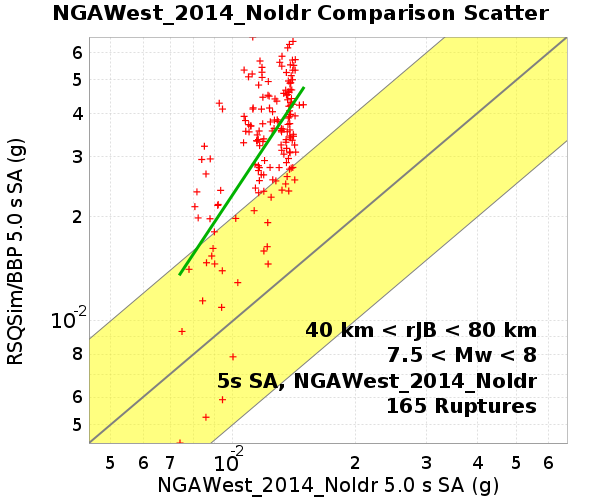 NGAWest_2014_NoIdr Comparison Scatter
RSQSim/BBP 5.0 s SA (g)
6
5
4
3
2
10-2
8
6
5
40 km < rJB < 80 km
7.5 < Mw < 8
5s SA, NGAWest_2014_NoIdr
165 Ruptures
5 6 7 10-2 2 3 4 5 6
NGAWest_2014_NoIdr 5.0 s SA (g)